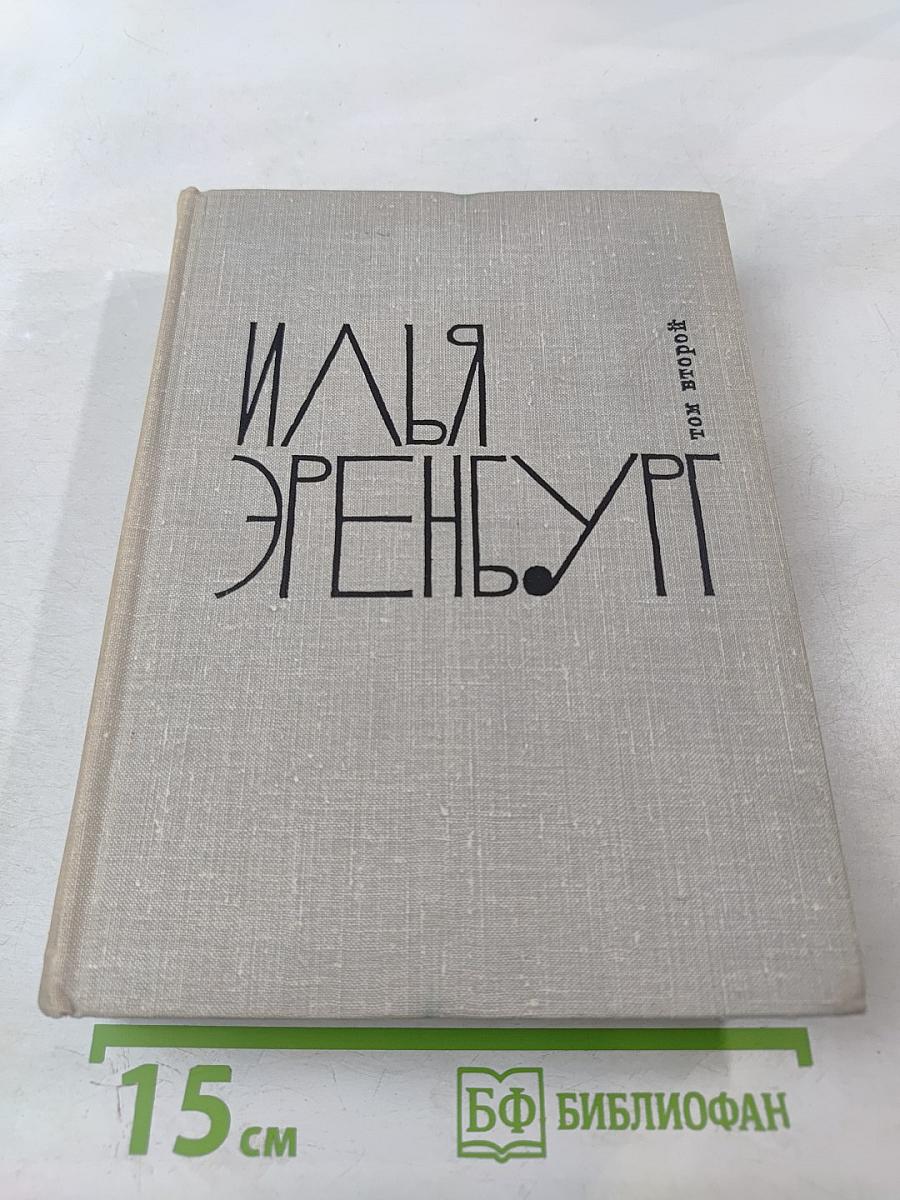 ИЛЬЯ
ЭРЕНБУРГ
том второй
15 см
БФ БИБЛИОФАН